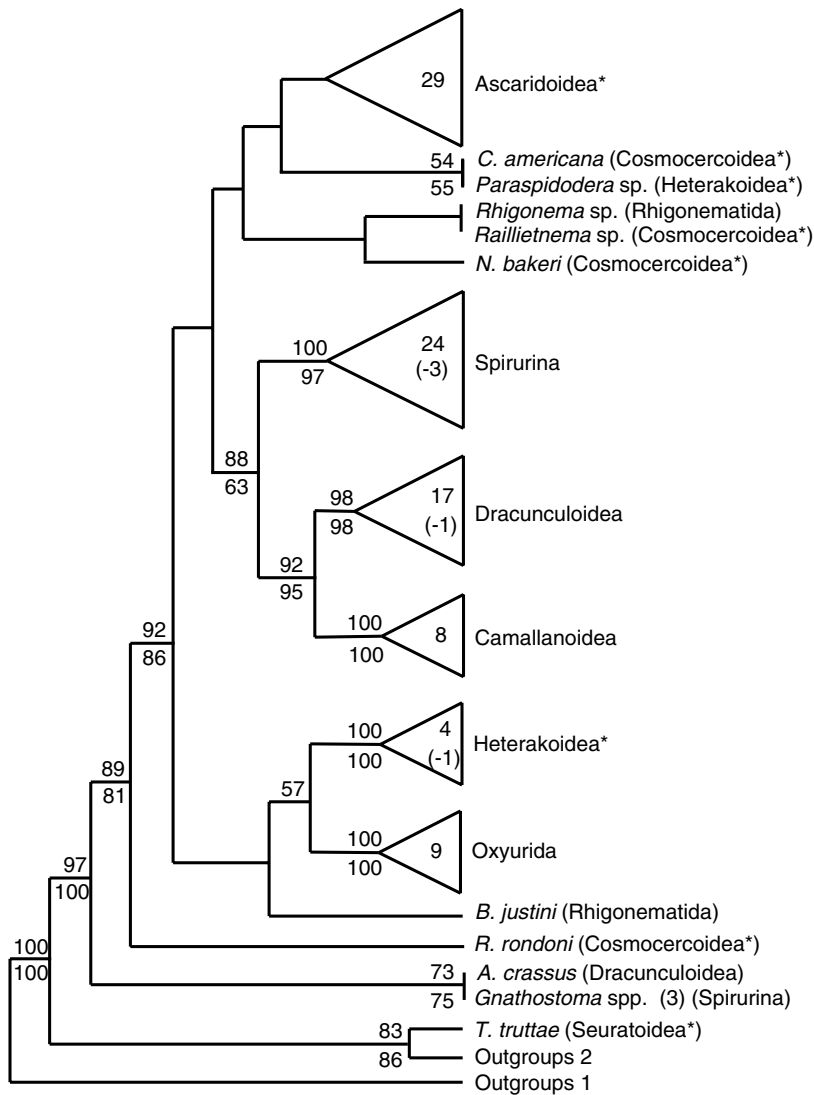 29
Ascaridoidea*
54
C. americana (Cosmocercoidea*)
55
Paraspidodera sp. (Heterakoidea*)
Rhigonema sp. (Rhigonematida)
Raillietnema sp. (Cosmocercoidea*)
N. bakeri (Cosmocercoidea*)
100
97
24
(-3)
Spirurina
88
63
98
98
17
(-1)
Dracunculoidea
92
95
100
100
8
Camallanoidea
92
86
100
100
4
(-1)
Heterakoidea*
57
100
100
9
Oxyurida
89
81
B. justini (Rhigonematida)
97
100
R. rondoni (Cosmocercoidea*)
100
100
73
A. crassus (Dracunculoidea)
75
Gnathostoma spp. (3) (Spirurina)
83
T. truttae (Seuratoidea*)
86
Outgroups 2
Outgroups 1